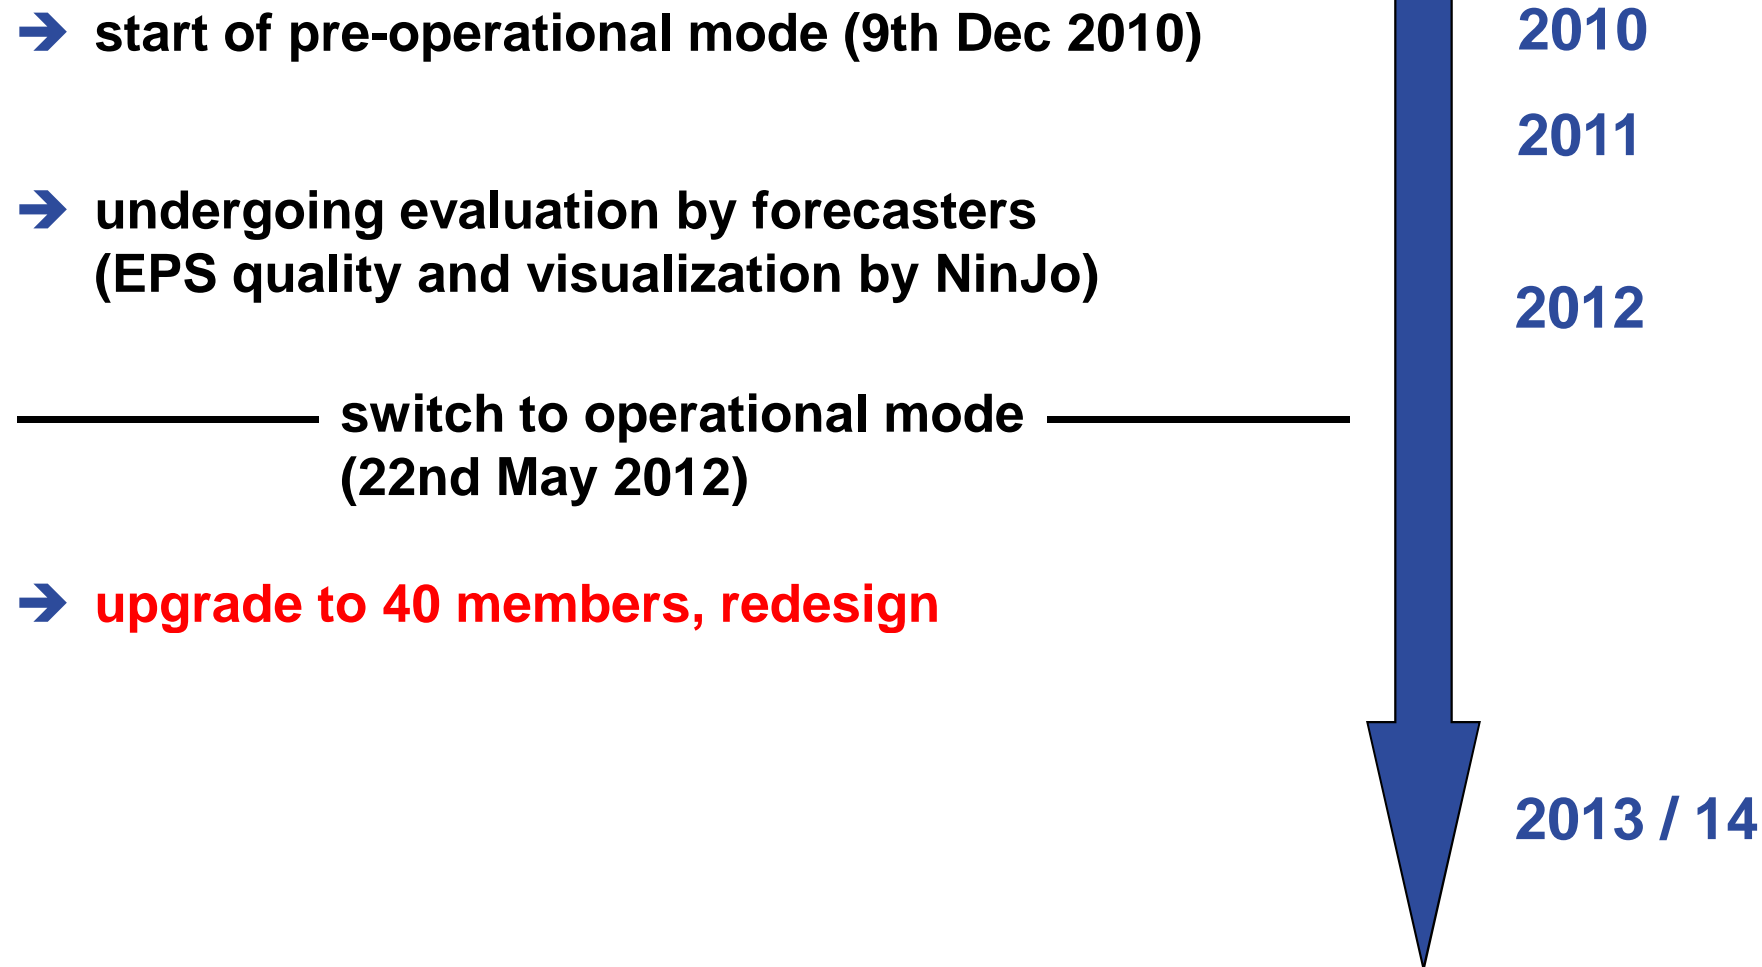 start of pre-operational mode (9th Dec 2010)
2010
2011
undergoing evaluation by forecasters
(EPS quality and visualization by NinJo)
2012
switch to operational mode
(22nd May 2012)
upgrade to 40 members, redesign
2013 / 14